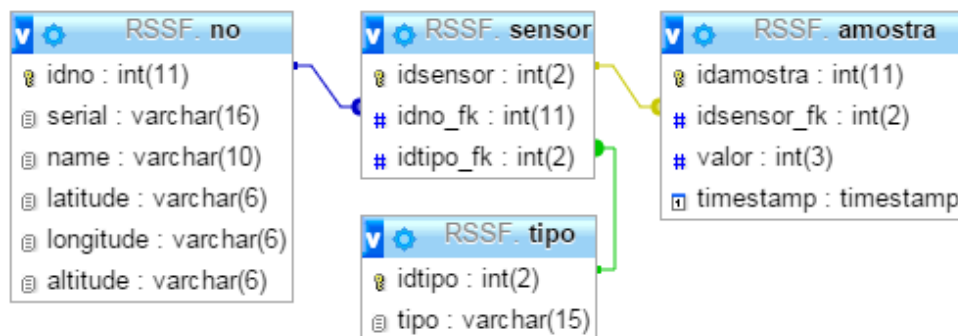 RSSF. no
idno : int(11)
serial : varchar(16)
name : varchar(10)
latitude : varchar(6)
longitude : varchar(6)
altitude : varchar(6)
RSSF. sensor
idsensor : int(2)
idno_fk : int(11)
idtipo_fk : int(2)
RSSF. tipo
idtipo : int(2)
tipo : varchar(15)
RSSF. amostra
idamostra : int(11)
idsensor_fk : int(2)
valor : int(3)
timestamp : timestamp